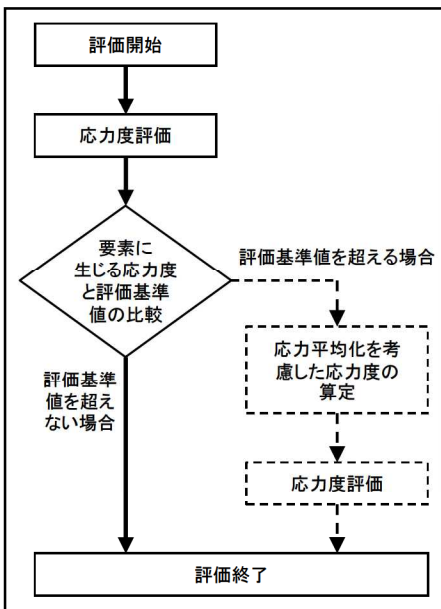 評価開始
応力度評価
要素に
生じる応力度
と評価基準
値の比較
評価基準値を超える場合
評価基準
値を超え
ない場合
応力平均化を考
慮した応力度の
算定
応力度評価
評価終了